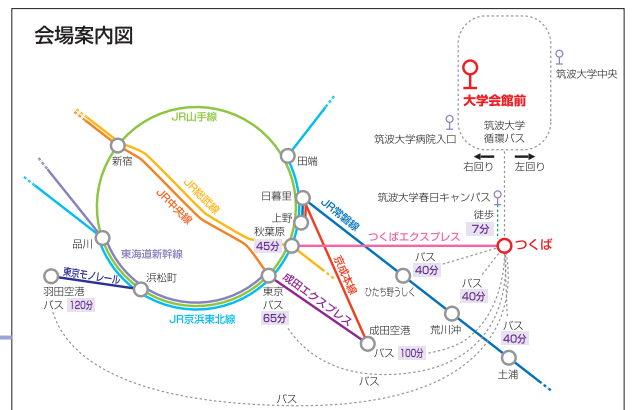 会場案内図
筑波大学中央
大学会館前
筑波大学
循環バス
筑波大学病院入口
右回り
左回り
筑波大学春日キャンパス
徒歩
7分
つくば
JR山手線
新宿
田端
JR総武線
JR中央線
日暮里
上野
JR常磐線
秋葉原
45分
つくばエクスプレス
品川
東海道新幹線
東京モノレール
浜松町
羽田空港
バス 120分
JR京浜東北線
東京
バス
65分
成田エクスプレス
京成本線
成田空港
バス 100分
バス
40分
ひたち野うしく
バス
40分
荒川沖
バス
40分
土浦
バス
バス